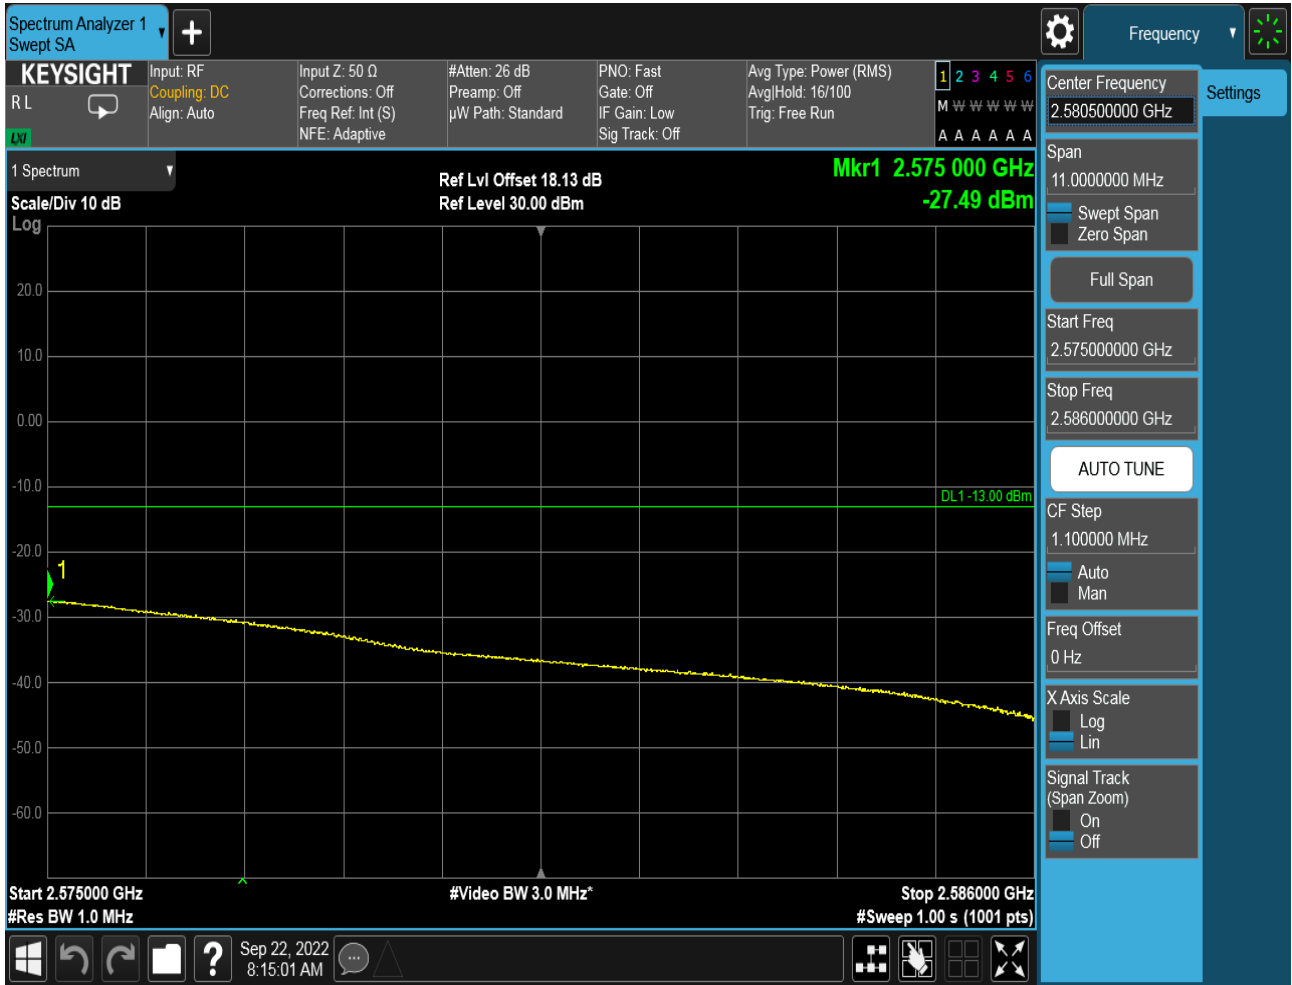 Spectrum Analyzer 1
Swept SA
Frequency
KEYSIGHT
R L
LXI
Input: RF
Coupling: DC
Align: Auto
Input Z: 50 Ω
Corrections: Off
Freq Ref: Int (S)
NFE: Adaptive
#Atten: 26 dB
Preamp: Off
µW Path: Standard
PNO: Fast
Gate: Off
IF Gain: Low
Sig Track: Off
Avg Type: Power (RMS)
Avg|Hold: 16/100
Trig: Free Run
1 2 3 4 5 6
M W W W W W
A A A A A A
1 Spectrum
Scale/Div 10 dB
Log
Ref Lvl Offset 18.13 dB
Ref Level 30.00 dBm
Mkr1 2.575 000 GHz
-27.49 dBm
20.0
10.0
0.00
-10.0
DL1 -13.00 dBm
-20.0
1
-30.0
-40.0
-50.0
-60.0
Start 2.575000 GHz
#Res BW 1.0 MHz
#Video BW 3.0 MHz*
Stop 2.586000 GHz
#Sweep 1.00 s (1001 pts)
Sep 22, 2022
8:15:01 AM
Center Frequency
2.580500000 GHz
Settings
Span
11.0000000 MHz
Swept Span
Zero Span
Full Span
Start Freq
2.575000000 GHz
Stop Freq
2.586000000 GHz
AUTO TUNE
CF Step
1.100000 MHz
Auto
Man
Freq Offset
0 Hz
X Axis Scale
Log
Lin
Signal Track
(Span Zoom)
On
Off